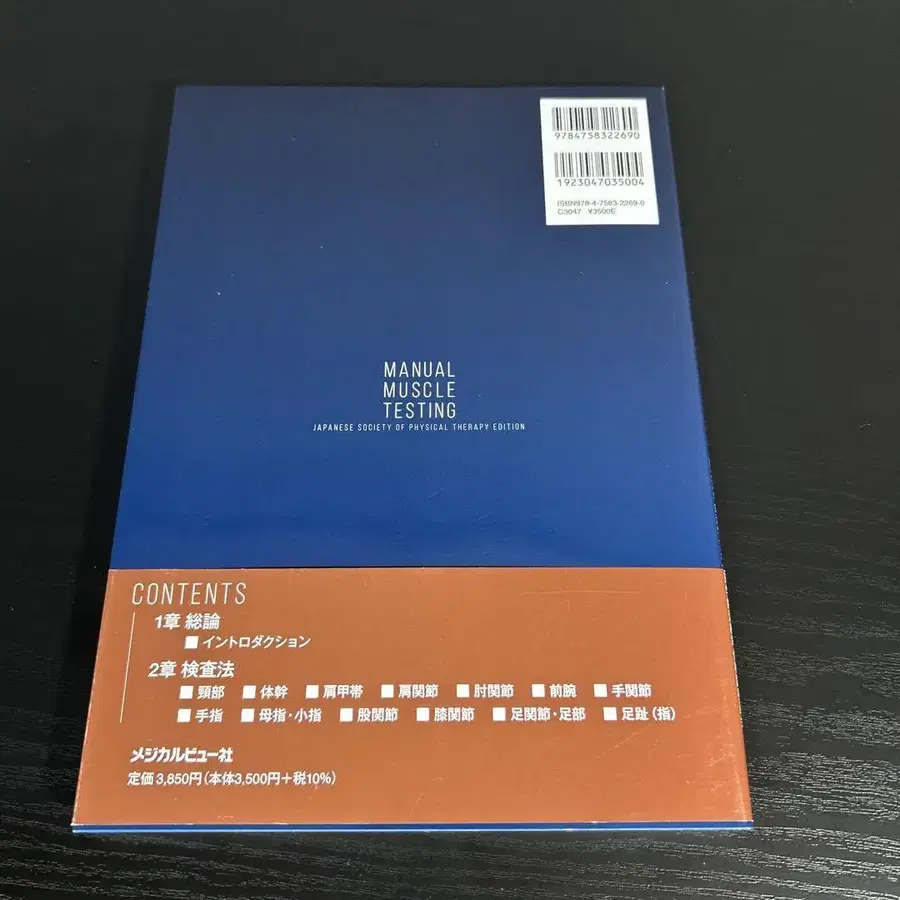 9784758322690
1923047035004
ISBN978-4-7583-2269-0
C3047 ¥3500E
MANUAL
MUSCLE
TESTING
JAPANESE SOCIETY OF PHYSICAL THERAPY EDITION
CONTENTS
1章 総論
■ イントロダクション
2章 検査法
■ 頸部 ■ 体幹 ■ 肩甲帯 ■ 肩関節 ■ 肘関節 ■ 前腕 ■ 手関節
■ 手指 ■ 母指・小指 ■ 股関節 ■ 膝関節 ■ 足関節・足部 ■ 足趾(指)
メジカルビュー社
定価3,850円(本体3,500円+税10%)